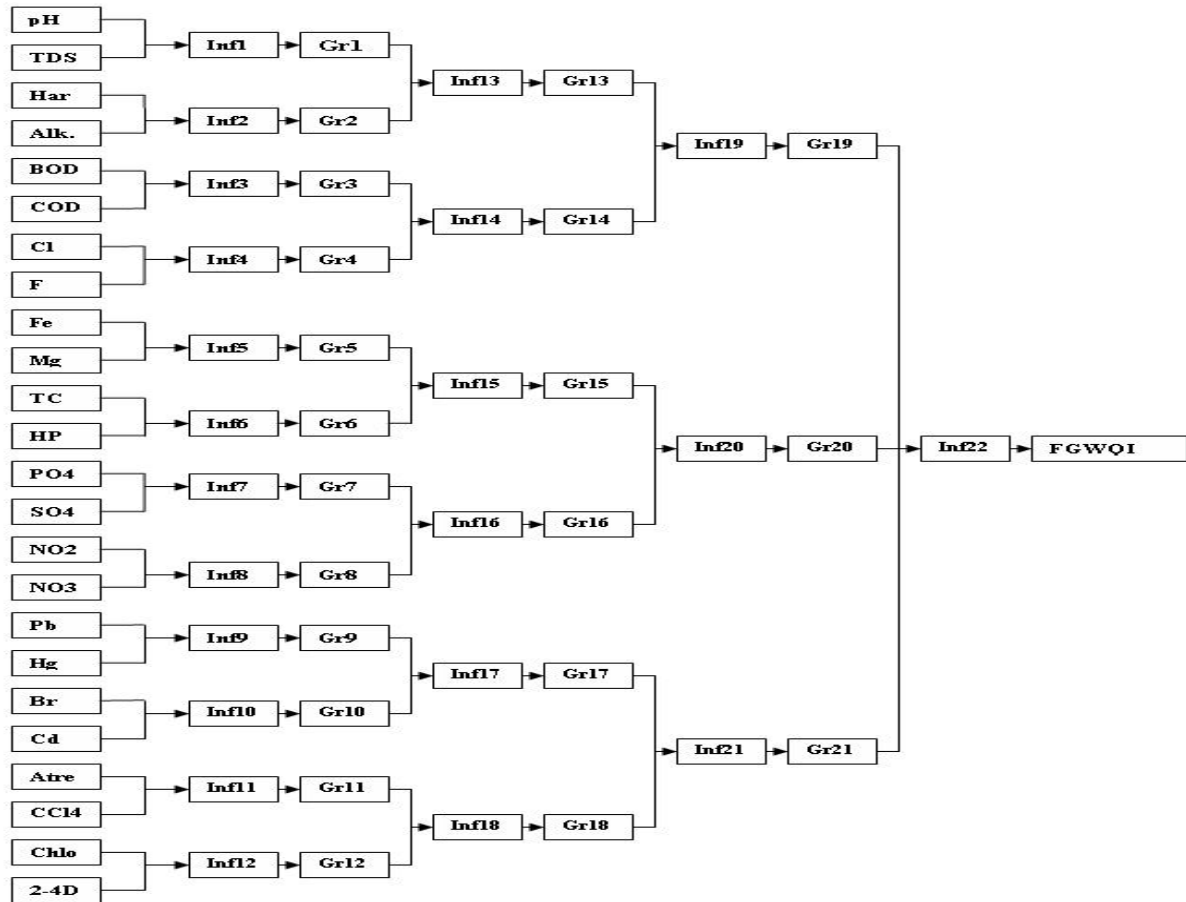 pH
TDS
Har
Alk.
BOD
COD
Cl
F
Fe
Mg
TC
HP
PO4
SO4
NO2
NO3
Pb
Hg
Br
Cd
Atre
CCl4
Chlo
2-4D
Inf1
Inf2
Inf3
Inf4
Inf5
Inf6
Inf7
Inf8
Inf9
Inf10
Inf11
Inf12
Gr1
Gr2
Gr3
Gr4
Gr5
Gr6
Gr7
Gr8
Gr9
Gr10
Gr11
Gr12
Inf13
Inf14
Inf15
Inf16
Inf17
Inf18
Gr13
Gr14
Gr15
Gr16
Gr17
Gr18
Inf19
Inf20
Inf21
Gr19
Gr20
Gr21
Inf22
FGWQI